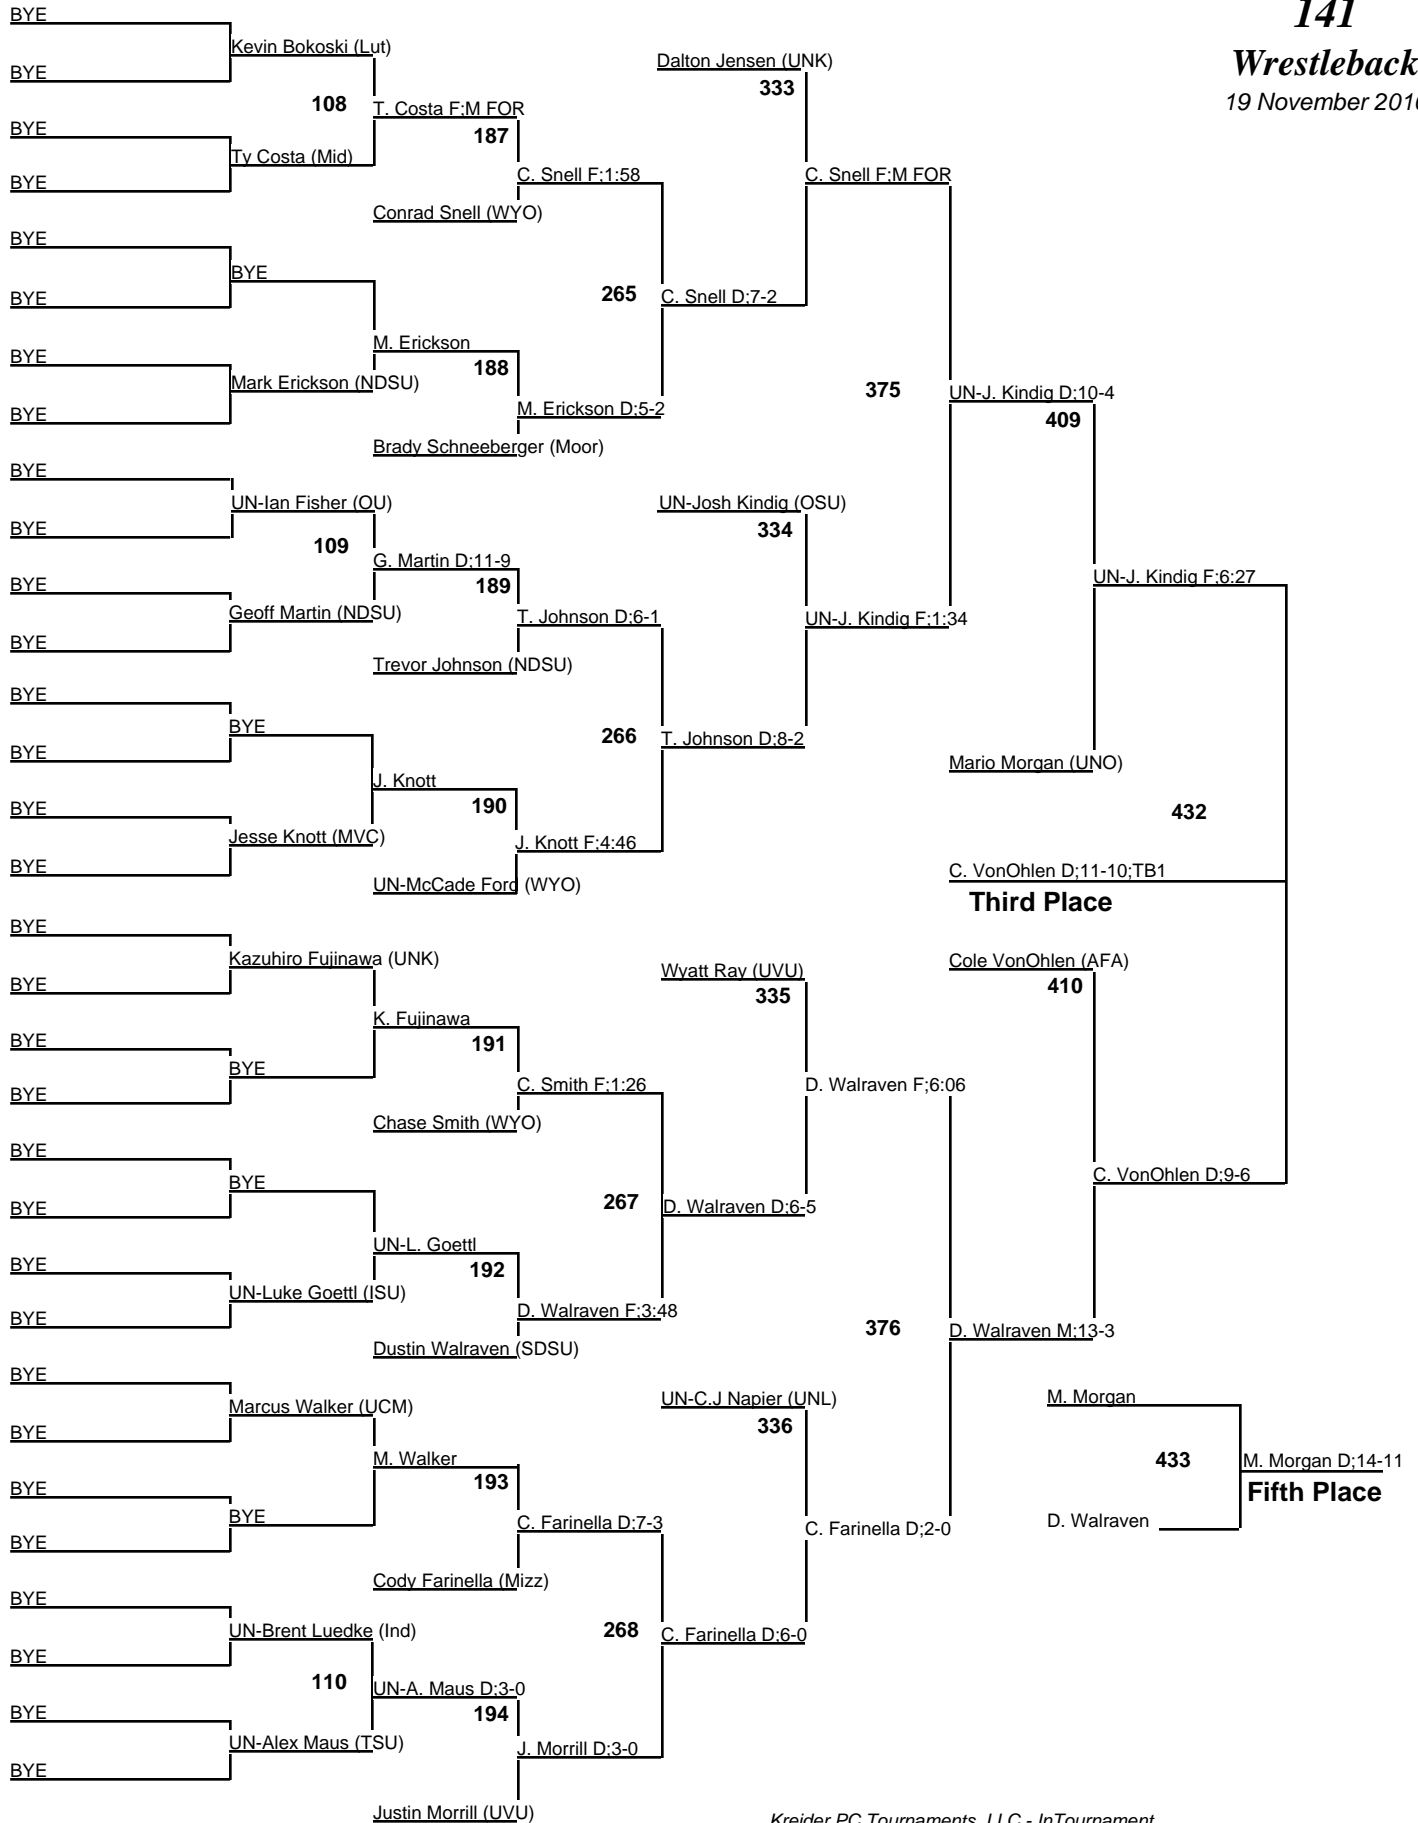 BYE
141
Kevin Bokoski (Lut)
Wrestleback
Dalton Jensen (UNK)
BYE
333
19 November 201
108
T. Costa F;M FOR
BYE
187
Ty Costa (Mid)
C. Snell F;1:58
C. Snell F;M FOR
BYE
Conrad Snell (WYO)
BYE
BYE
265
C. Snell D;7-2
BYE
M. Erickson
BYE
188
Mark Erickson (NDSU)
375
UN-J. Kindig D;10-4
M. Erickson D;5-2
BYE
409
Brady Schneeberger (Moor)
BYE
UN-Ian Fisher (OU)
UN-Josh Kindig (OSU)
BYE
334
109
G. Martin D;11-9
UN-J. Kindig F;6:27
BYE
189
Geoff Martin (NDSU)
T. Johnson D;6-1
UN-J. Kindig F;1:34
BYE
Trevor Johnson (NDSU)
BYE
BYE
266
T. Johnson D;8-2
BYE
Mario Morgan (UNO)
J. Knott
BYE
190
432
Jesse Knott (MVC)
J. Knott F;4:46
BYE
C. VonOhlen D;11-10;TB1
UN-McCade Ford (WYO)
Third Place
BYE
Kazuhiro Fujinawa (UNK)
Cole VonOhlen (AFA)
Wyatt Ray (UVU)
BYE
335
410
K. Fujinawa
BYE
191
BYE
C. Smith F;1:26
D. Walraven F;6:06
BYE
Chase Smith (WYO)
BYE
BYE
C. VonOhlen D;9-6
267
D. Walraven D;6-5
BYE
UN-L. Goettl
BYE
192
UN-Luke Goettl (ISU)
D. Walraven F;3:48
BYE
376
D. Walraven M;13-3
Dustin Walraven (SDSU)
BYE
UN-C.J Napier (UNL)
M. Morgan
Marcus Walker (UCM)
336
BYE
M. Walker
433
M. Morgan D;14-11
193
BYE
Fifth Place
BYE
C. Farinella D;7-3
C. Farinella D;2-0
D. Walraven
BYE
Cody Farinella (Mizz)
BYE
UN-Brent Luedke (Ind)
268
C. Farinella D;6-0
BYE
110
UN-A. Maus D;3-0
BYE
194
UN-Alex Maus (TSU)
J. Morrill D;3-0
BYE
Justin Morrill (UVU)
Kreider PC Tournaments, LLC - InTournament